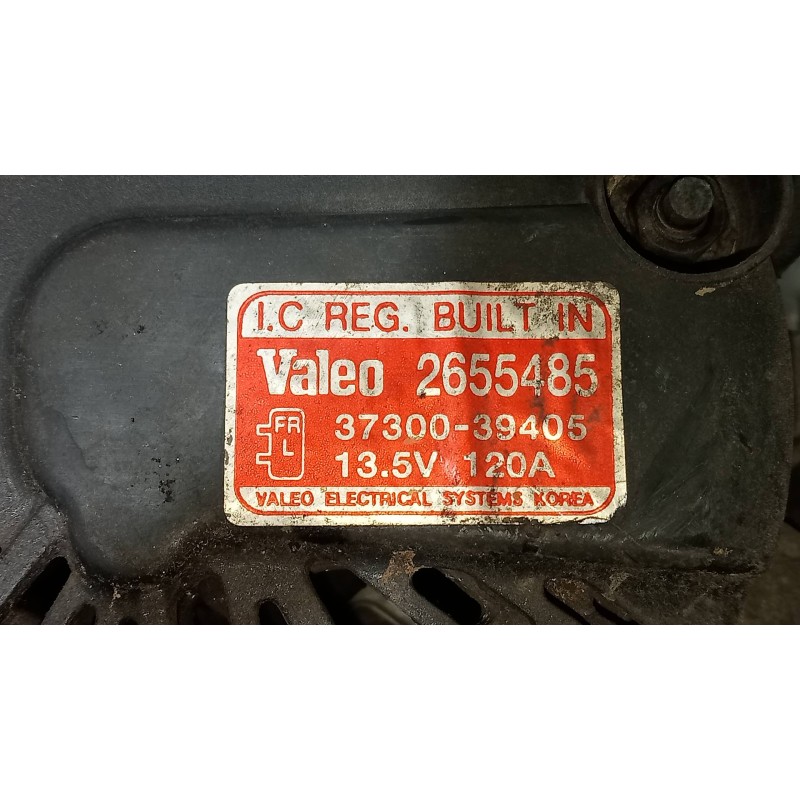 I.C REG. BUILT IN
Valeo 2655485
FR 37300-39405
L 13.5V 120A
VALEO ELECTRICAL SYSTEMS KOREA